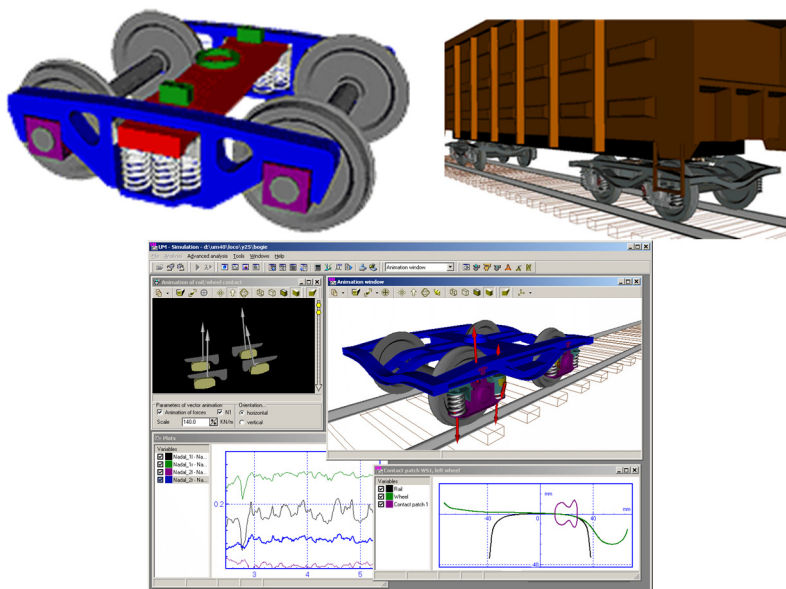 UM - Simulation - d:\um40\loco\y25\bogie
File Analysis Advanced analysis Tools Windows Help
Animation window
Animation of rail/wheel contact
Animation window
Parameters of vector animation
Animation of forces
N1
Scale 140.0 KN/m
Orientation...
horizontal
vertical
Plots
Variables
Nadal_1l - Na...
Nadal_1r - Na...
Nadal_2l - Na...
Nadal_2r - Na...
0.2
3 4 5
Contact patch WS1, left wheel
Variables
Rail
Wheel
Contact patch 1
mm
mm
-40 0 40
40